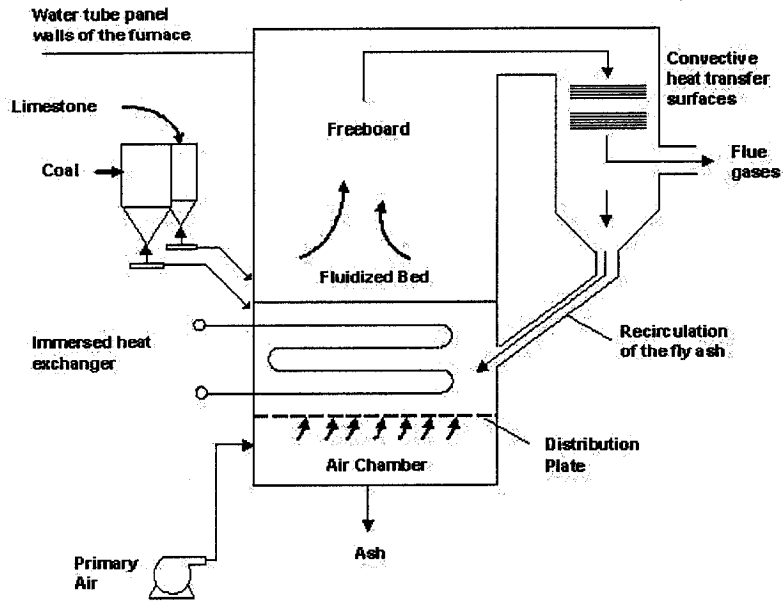 Water tube panel
walls of the furnace
Convective
heat transfer
surfaces
Limestone
Freeboard
Coal
Flue
gases
Fluidized Bed
Immersed heat
exchanger
Recirculation
of the fly ash
Distribution
Plate
Air Chamber
Ash
Primary
Air